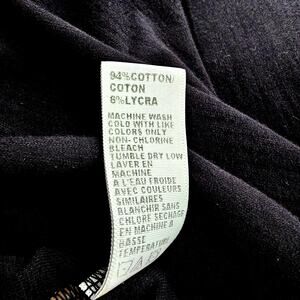 94%COTTON/
COTON
6%LYCRA
MACHINE WASH
COLD WITH LIKE
COLORS ONLY
NON-CHLORINE
BLEACH
TUMBLE DRY LOW
LAVER EN
MACHINE
A L'EAU FROIDE
AVEC COULEURS
SIMILAIRES
BLANCHIR SANS
CHLORE SECHAGE
EN MACHINE A
BASSE
TEMPERATURE